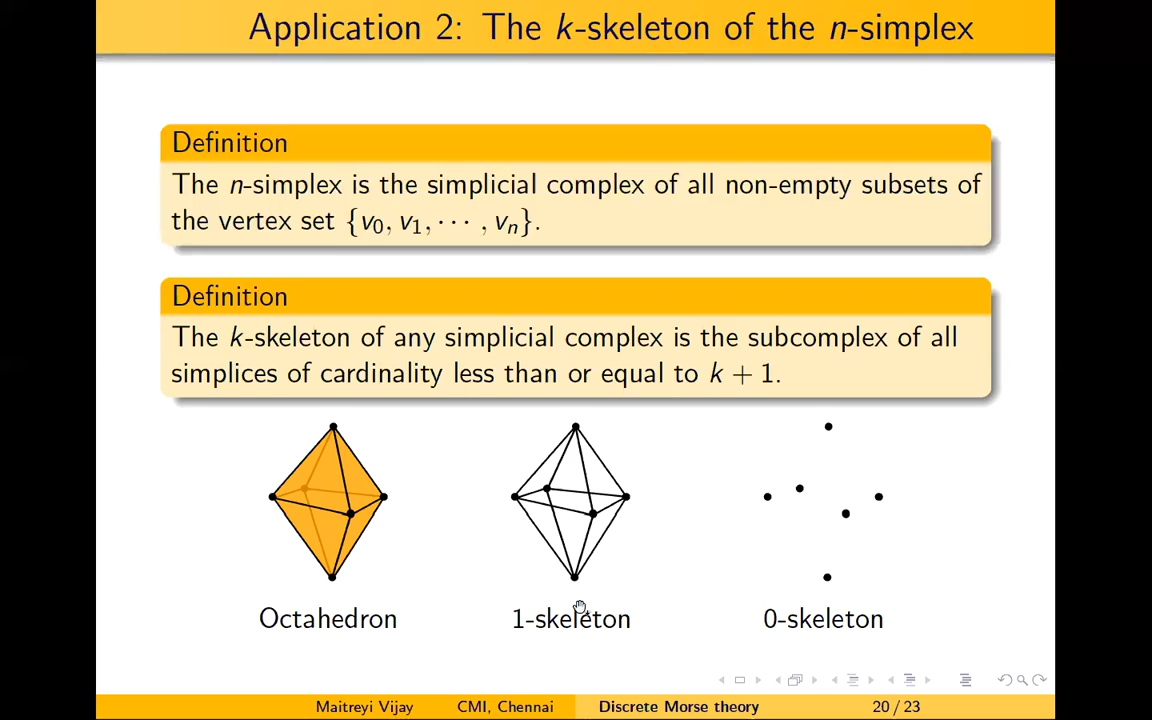 Application 2: The k-skeleton of the n-simplex
Definition
The n-simplex is the simplicial complex of all non-empty subsets of
the vertex set {v₀, v₁, ⋯ , vₙ}.
Definition
The k-skeleton of any simplicial complex is the subcomplex of all
simplices of cardinality less than or equal to k + 1.
Octahedron 1-skeleton 0-skeleton
Maitreyi Vijay CMI, Chennai Discrete Morse theory 20 / 23